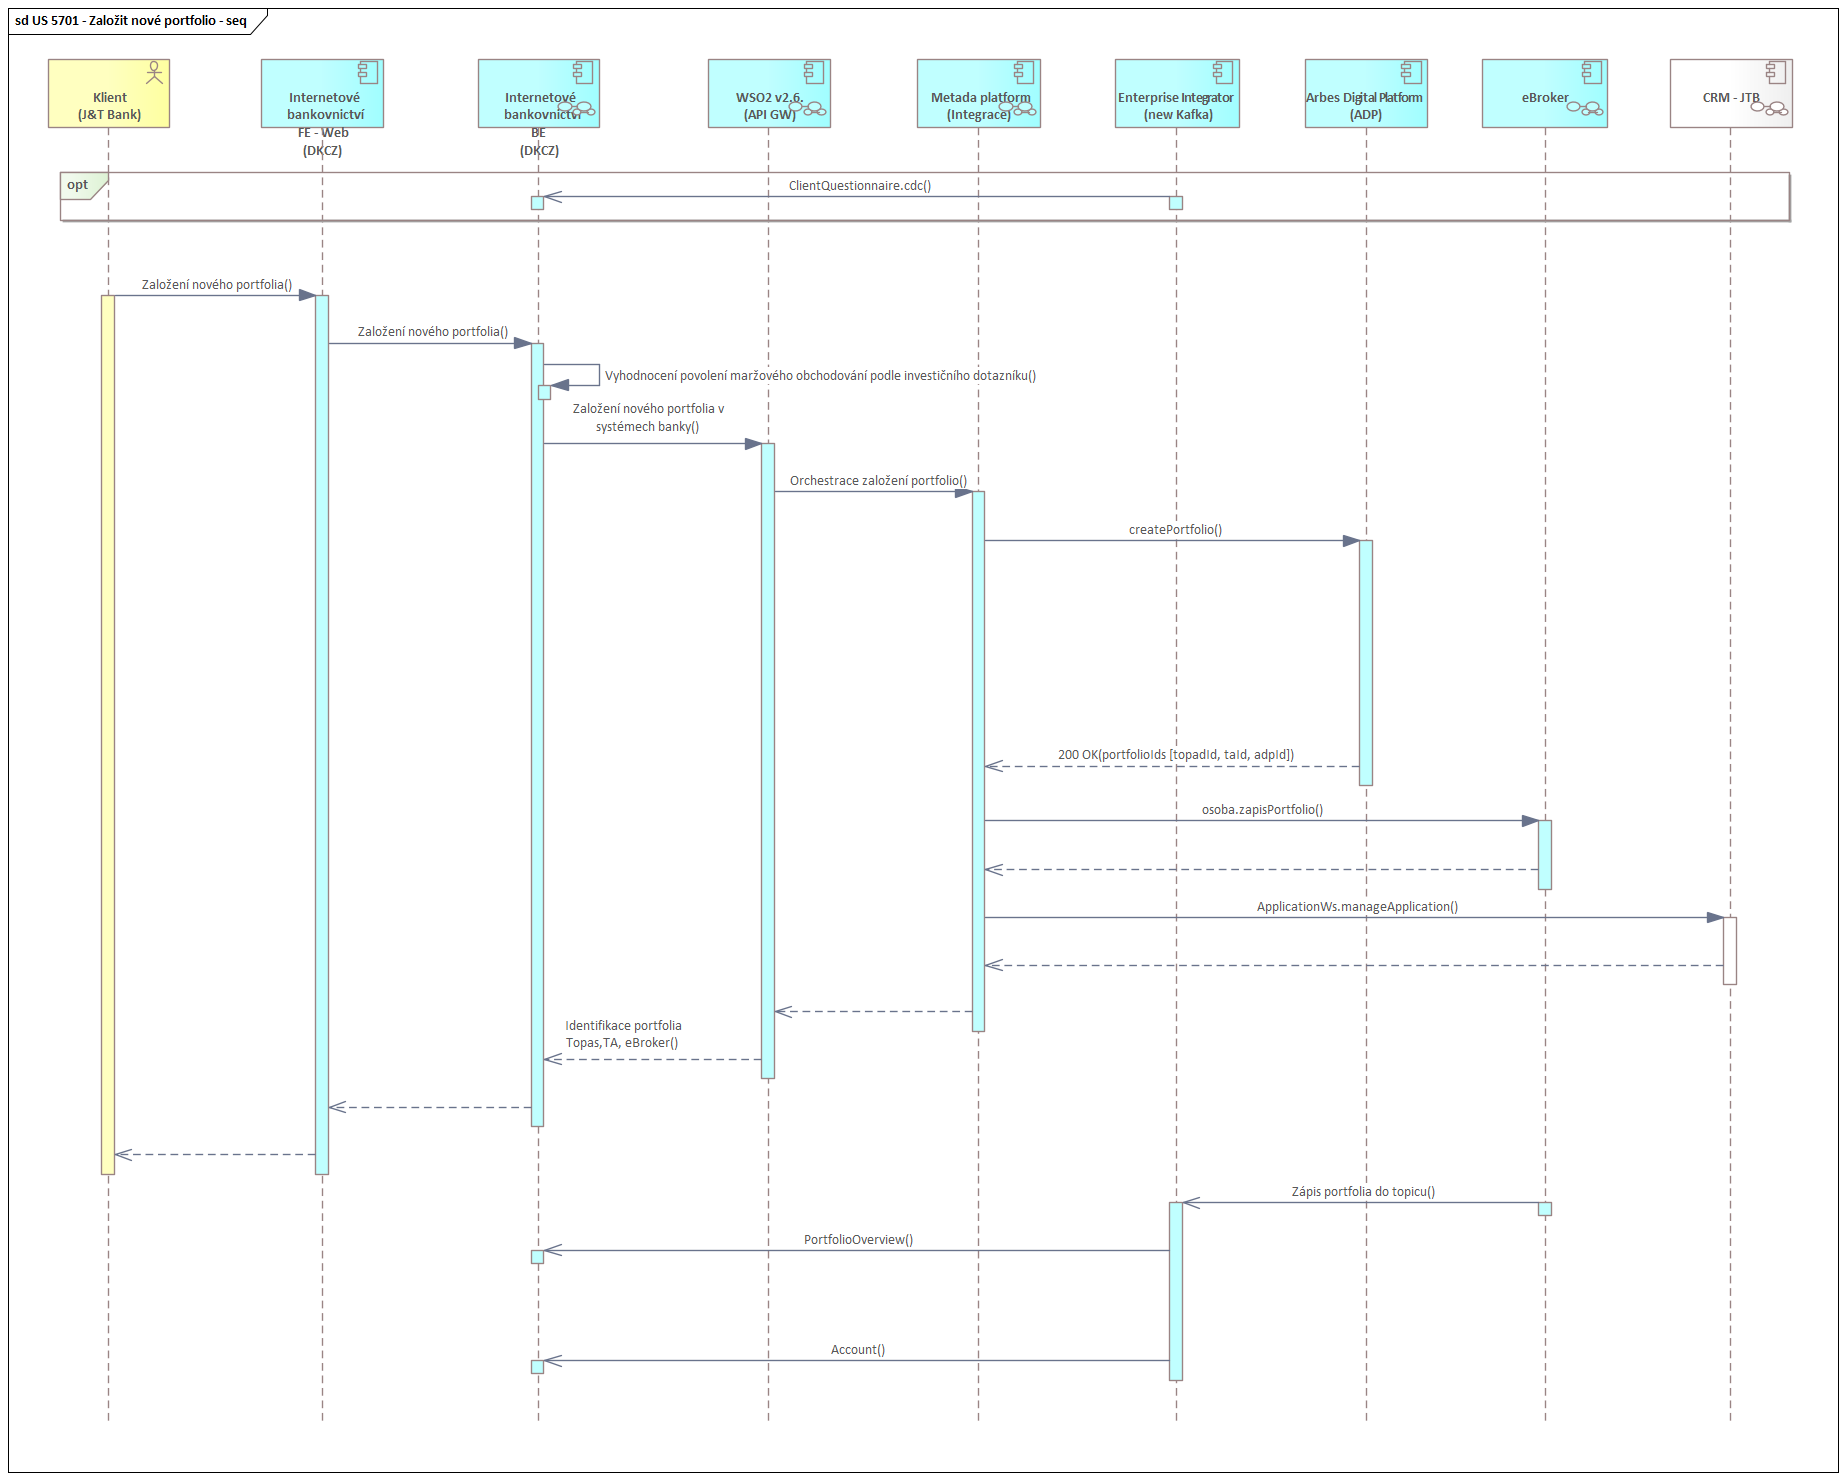 sd US 5701 - Založit nové portfolio - seq
Klient
(J&T Bank)
Internetové
bankovnictví
FE - Web
(DKCZ)
Internetové
bankovnictví
BE
(DKCZ)
WSO2 v2.6.
(API GW)
Metada platform
(Integrace)
Enterprise Integrator
(new Kafka)
Arbes Digital Platform
(ADP)
eBroker
CRM - JTB
opt
ClientQuestionnaire.cdc()
Založení nového portfolia()
Založení nového portfolia()
Vyhodnocení povolení maržového obchodování podle investičního dotazníku()
Založení nového portfolia v
systémech banky()
Orchestrace založení portfolio()
createPortfolio()
200 OK(portfolioIds [topadId, taId, adpId])
osoba.zapisPortfolio()
ApplicationWs.manageApplication()
Identifikace portfolia
Topas,TA, eBroker()
Zápis portfolia do topicu()
PortfolioOverview()
Account()